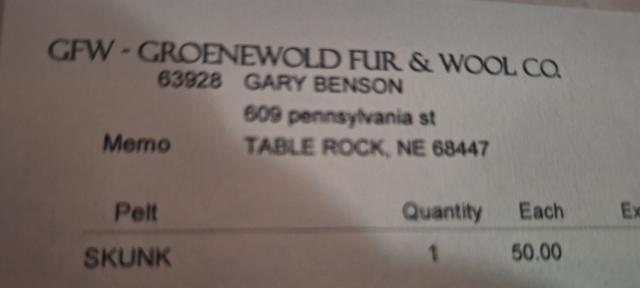 GFW - GROENEWOLD FUR & WOOL CO.
63928 GARY BENSON
609 pennsylvania st
Memo TABLE ROCK, NE 68447
Pelt Quantity Each Ex
SKUNK 1 50.00